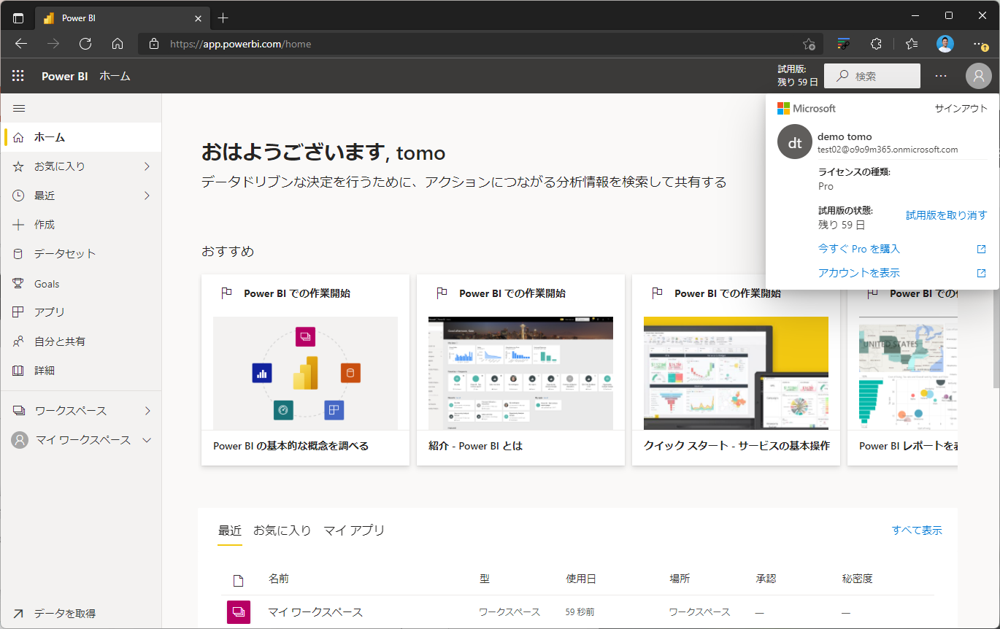 Power BI
https://app.powerbi.com/home
Power BI ホーム
試用版:
残り 59 日
検索
Microsoft
サインアウト
dt
demo tomo
test02@o9o9m365.onmicrosoft.com
ライセンスの種類:
Pro
試用版の状態:
残り 59 日
試用版を取り消す
今すぐ Pro を購入
アカウントを表示
ホーム
お気に入り
最近
作成
データセット
Goals
アプリ
自分と共有
詳細
ワークスペース
マイ ワークスペース
データを取得
おはようございます, tomo
データドリブンな決定を行うために、アクションにつながる分析情報を検索して共有する
おすすめ
Power BI での作業開始
Power BI の基本的な概念を調べる
Power BI での作業開始
紹介 - Power BI とは
Power BI での作業開始
クイック スタート - サービスの基本操作
Power BI での
UNITED STATES
Power BI レポートを
最近 お気に入り マイ アプリ
すべて表示
名前 型 使用日 場所 承認 秘密度
マイ ワークスペース ワークスペース 59 秒前 ワークスペース — —